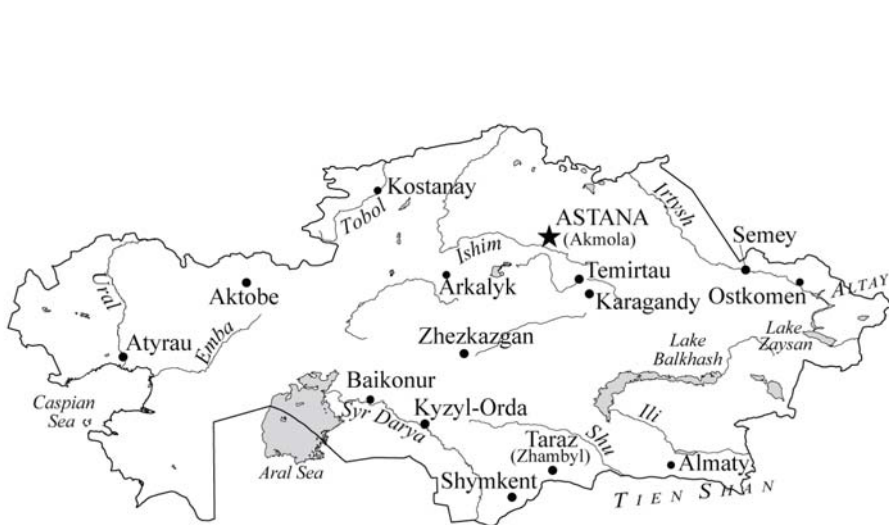 Kostanay
Tobol
Irtysh
ASTANA
(Akmola)
Semey
Ishim
Ural
Aktobe
Arkalyk
Temirtau
Karagandy
Ostkomen
ALTAY
Emba
Atyrau
Zhezkazgan
Lake
Balkhash
Lake
Zaysan
Caspian
Sea
Baikonur
Syr Darya
Kyzyl-Orda
Ili
Shu
Aral Sea
Taraz
(Zhambyl)
Almaty
Shymkent
TIEN SHAN